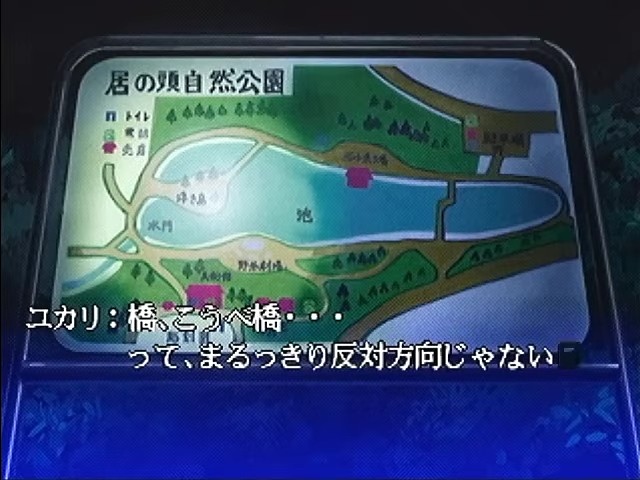 居の頭自然公園
トイレ
電話
売店
池
水門
野外劇場
ユカリ：橋、こうべ橋・・・
って、まるっきり反対方向じゃない